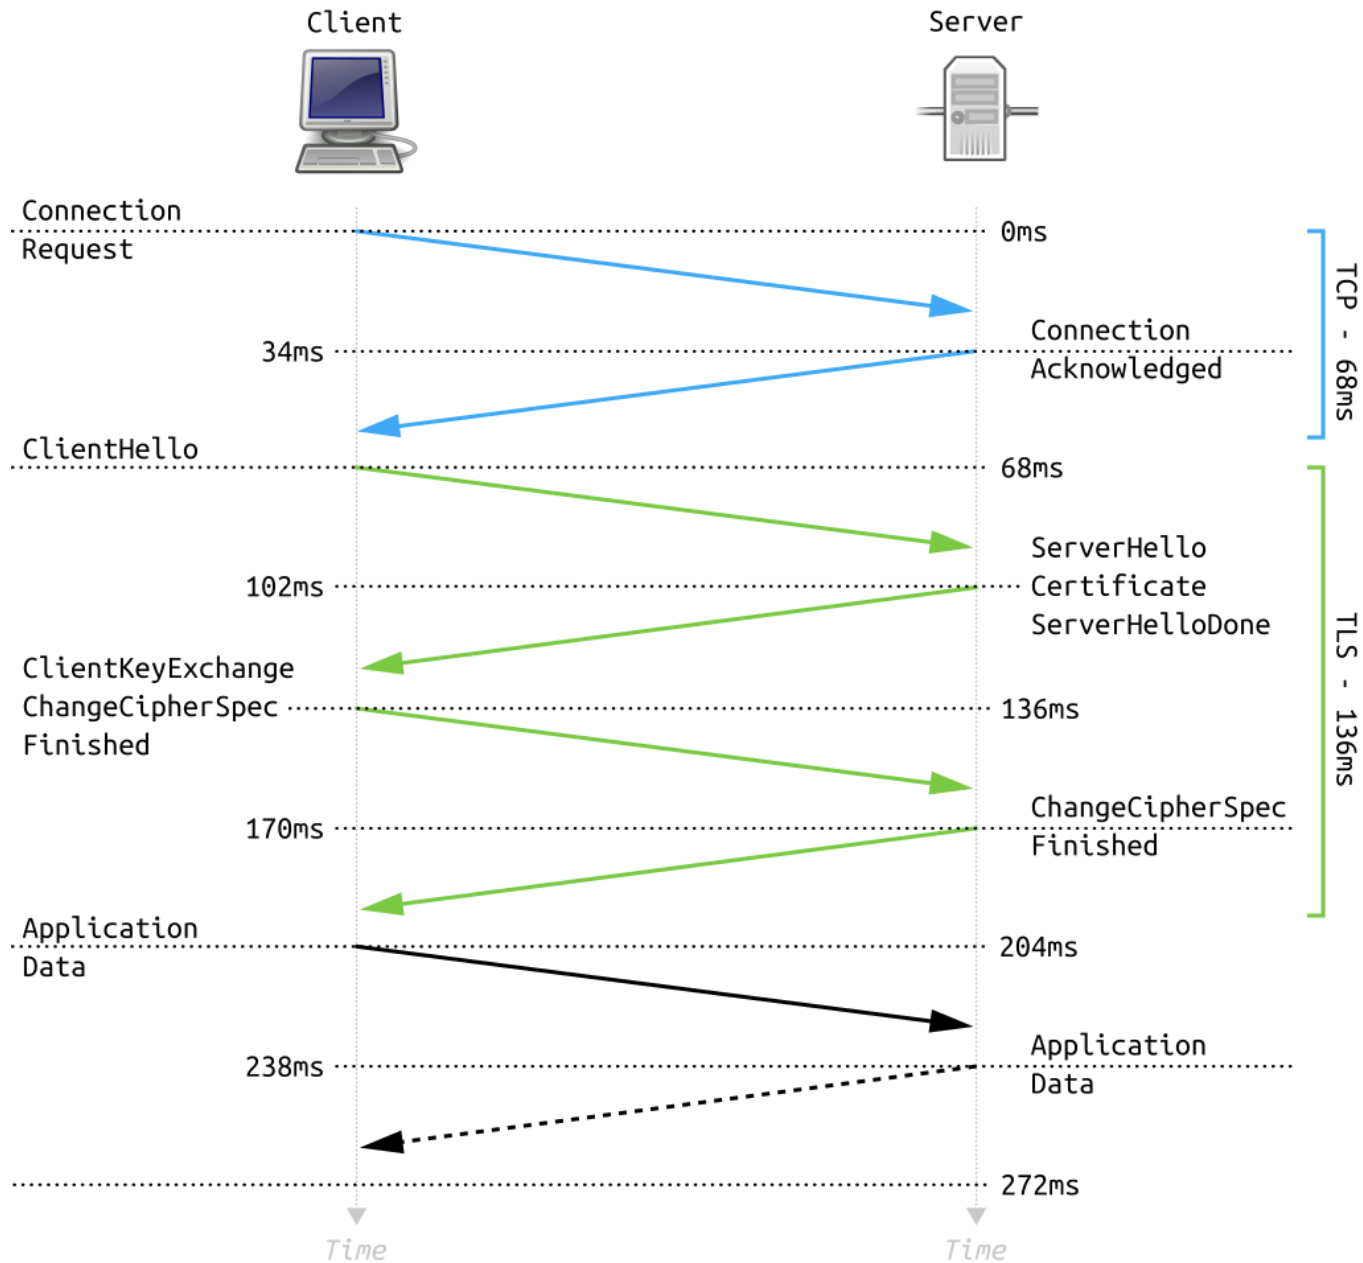 Client
Server
Connection
Request
0ms
Connection
Acknowledged
34ms
TCP - 68ms
ClientHello
68ms
ServerHello
Certificate
ServerHelloDone
102ms
ClientKeyExchange
ChangeCipherSpec
Finished
136ms
TLS - 136ms
ChangeCipherSpec
Finished
170ms
Application
Data
204ms
Application
Data
238ms
272ms
Time
Time